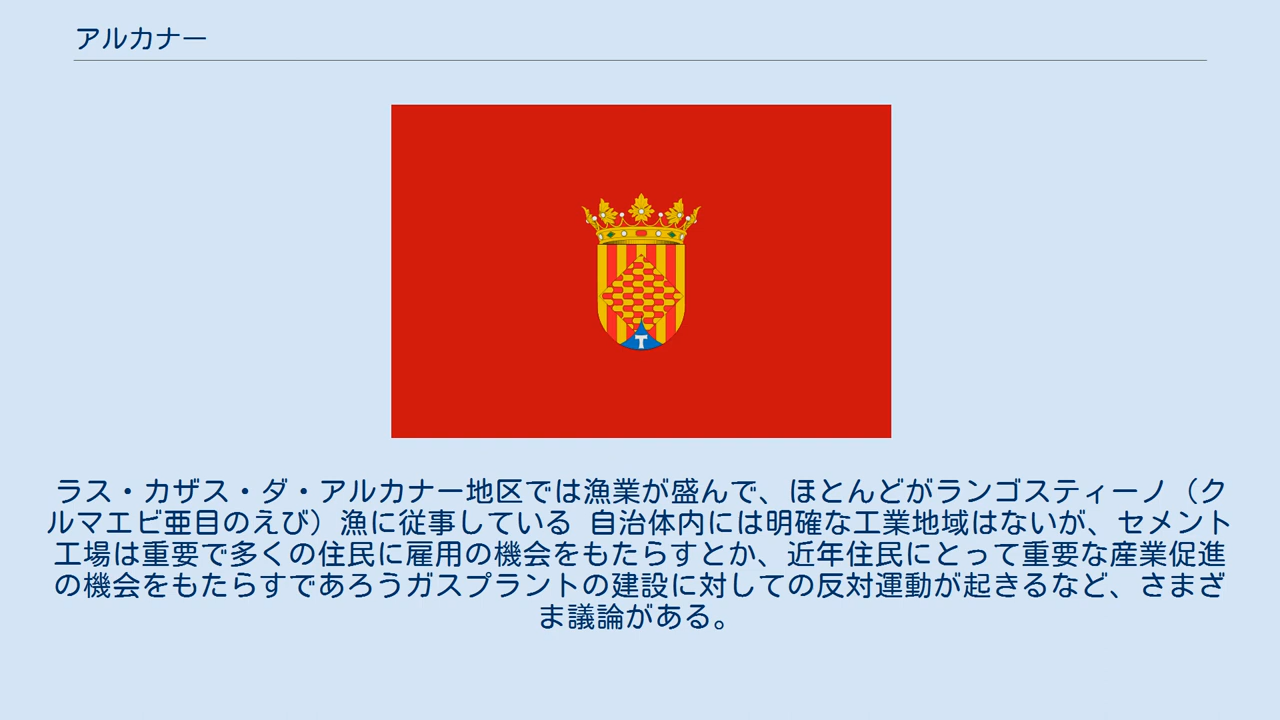 アルカナー
T
ラス・カザス・ダ・アルカナー地区では漁業が盛んで、ほとんどがランゴスティーノ（ク
ルマエビ亜目のえび）漁に従事している 自治体内には明確な工業地域はないが、セメント
工場は重要で多くの住民に雇用の機会をもたらすとか、近年住民にとって重要な産業促進
の機会をもたらすであろうガスプラントの建設に対しての反対運動が起きるなど、さまざ
ま議論がある。